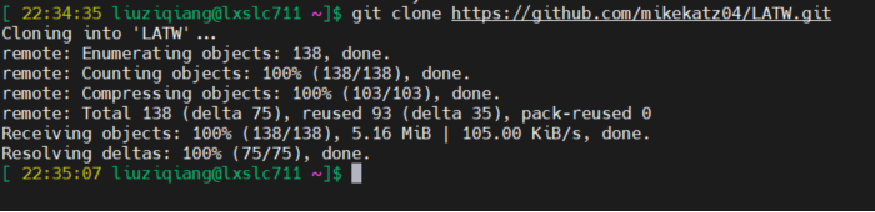 [ 22:34:35 liuziqiang@lxslc711 ~]$ git clone https://github.com/mikekatz04/LATW.git
Cloning into 'LATW'...
remote: Enumerating objects: 138, done.
remote: Counting objects: 100% (138/138), done.
remote: Compressing objects: 100% (103/103), done.
remote: Total 138 (delta 75), reused 93 (delta 35), pack-reused 0
Receiving objects: 100% (138/138), 5.16 MiB | 105.00 KiB/s, done.
Resolving deltas: 100% (75/75), done.
[ 22:35:07 liuziqiang@lxslc711 ~]$